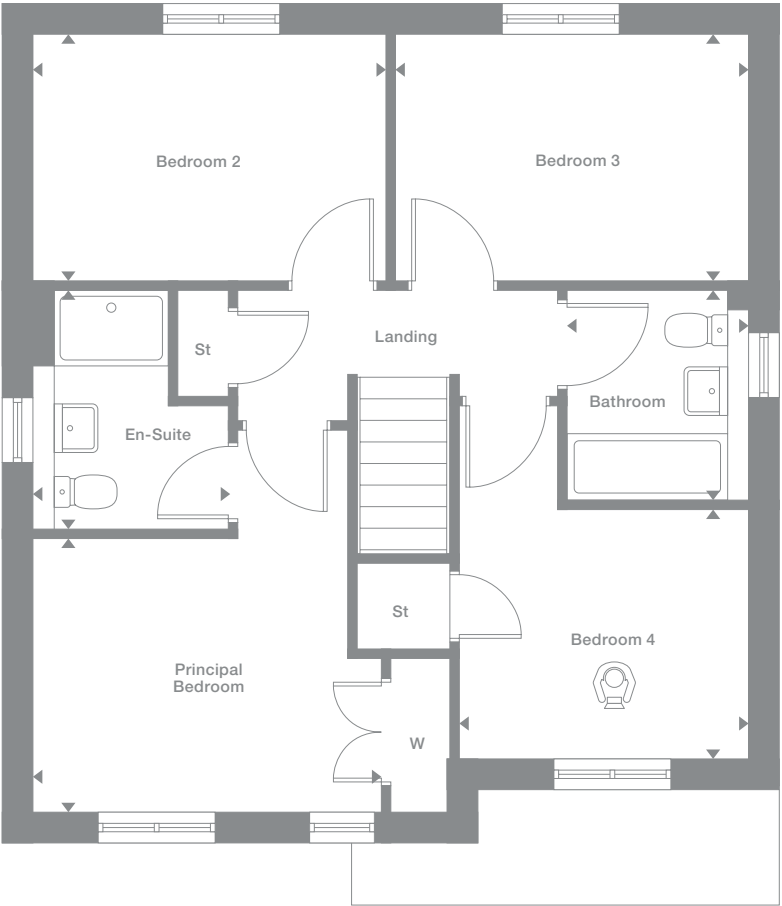 Bedroom 2
Bedroom 3
Landing
St
Bathroom
En-Suite
St
Bedroom 4
Principal
Bedroom
W